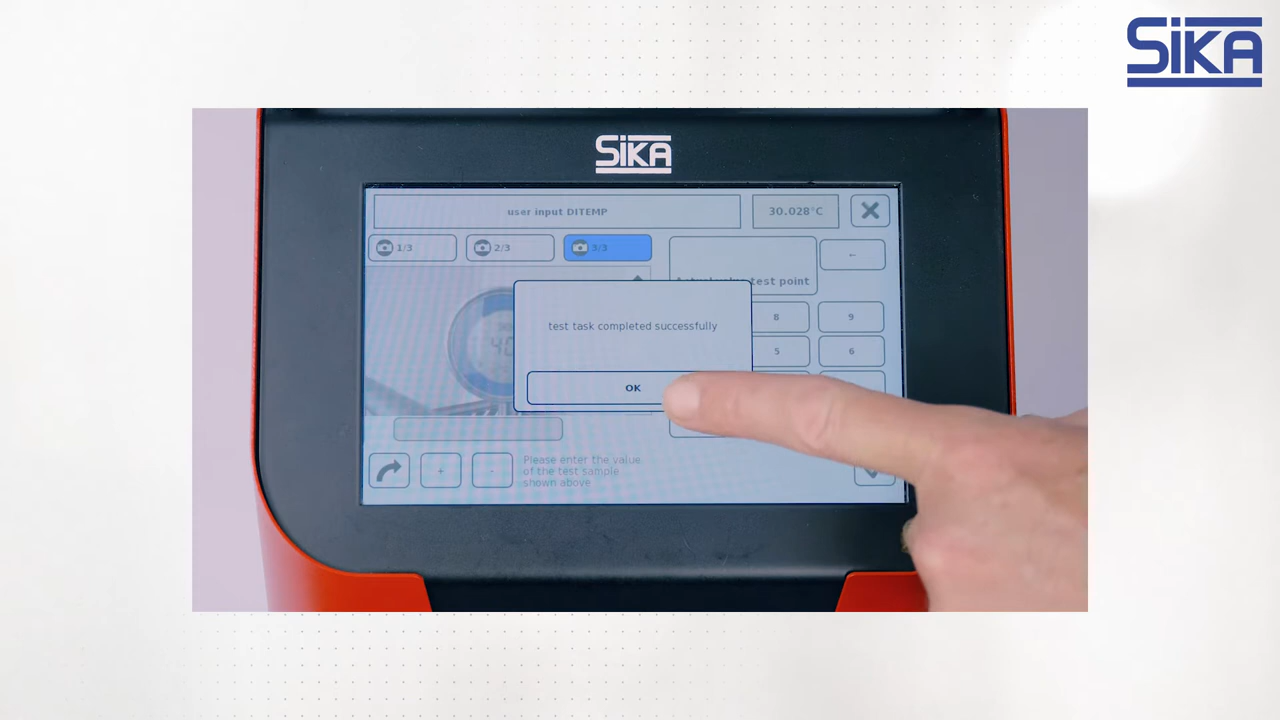 SiKA
SiKA
user input DITEMP
30.028°C
1/3
2/3
3/3
←
test point
8
9
test task completed successfully
5
6
40
OK
+
-
Please enter the value
of the test sample
shown above